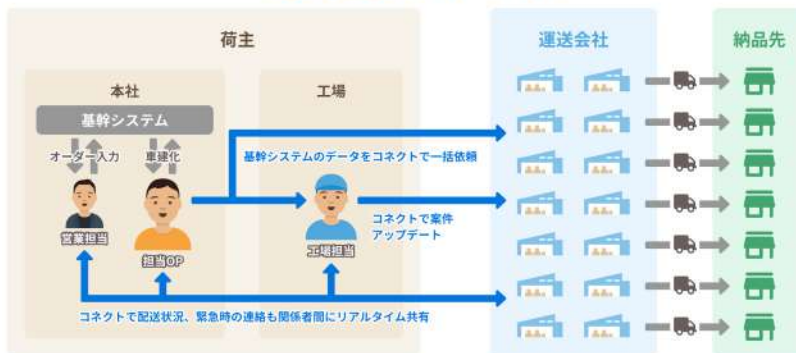 荷主
運送会社
納品先
本社
工場
基幹システム
オーダー入力
車建化
基幹システムのデータをコネクトで一括依頼
コネクトで案件
アップデート
営業担当
担当OP
工場担当
コネクトで配送状況、緊急時の連絡も関係者間にリアルタイム共有